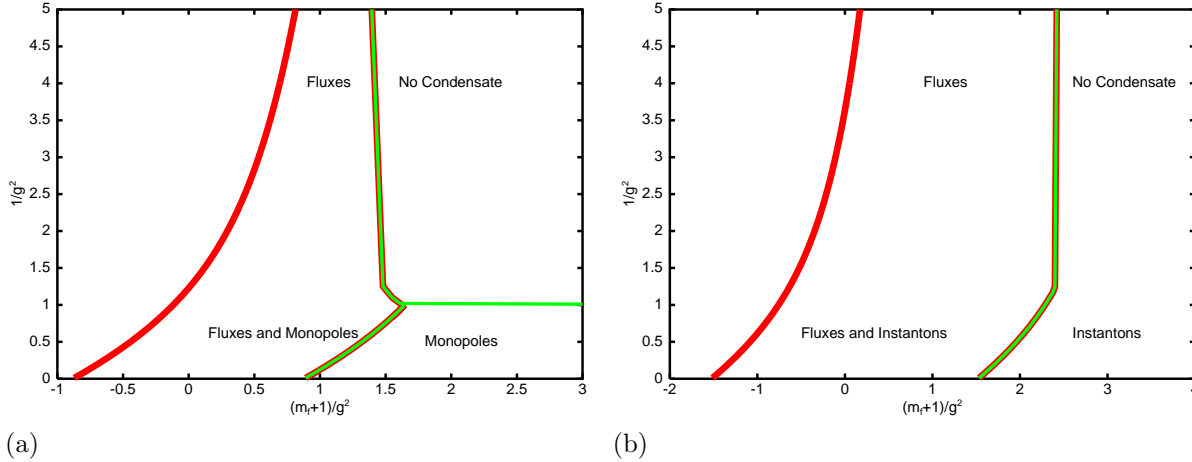 5
4.5
4
3.5
3
2.5
2
1.5
1
0.5
0
1/g²
Fluxes
No Condensate
Fluxes and Monopoles
Monopoles
-1 -0.5 0 0.5 1 1.5 2 2.5 3
(m_f+1)/g²
(a)
5
4.5
4
3.5
3
2.5
2
1.5
1
0.5
0
1/g²
Fluxes
No Condensate
Fluxes and Instantons
Instantons
-2 -1 0 1 2 3 4
(m_f+1)/g²
(b)